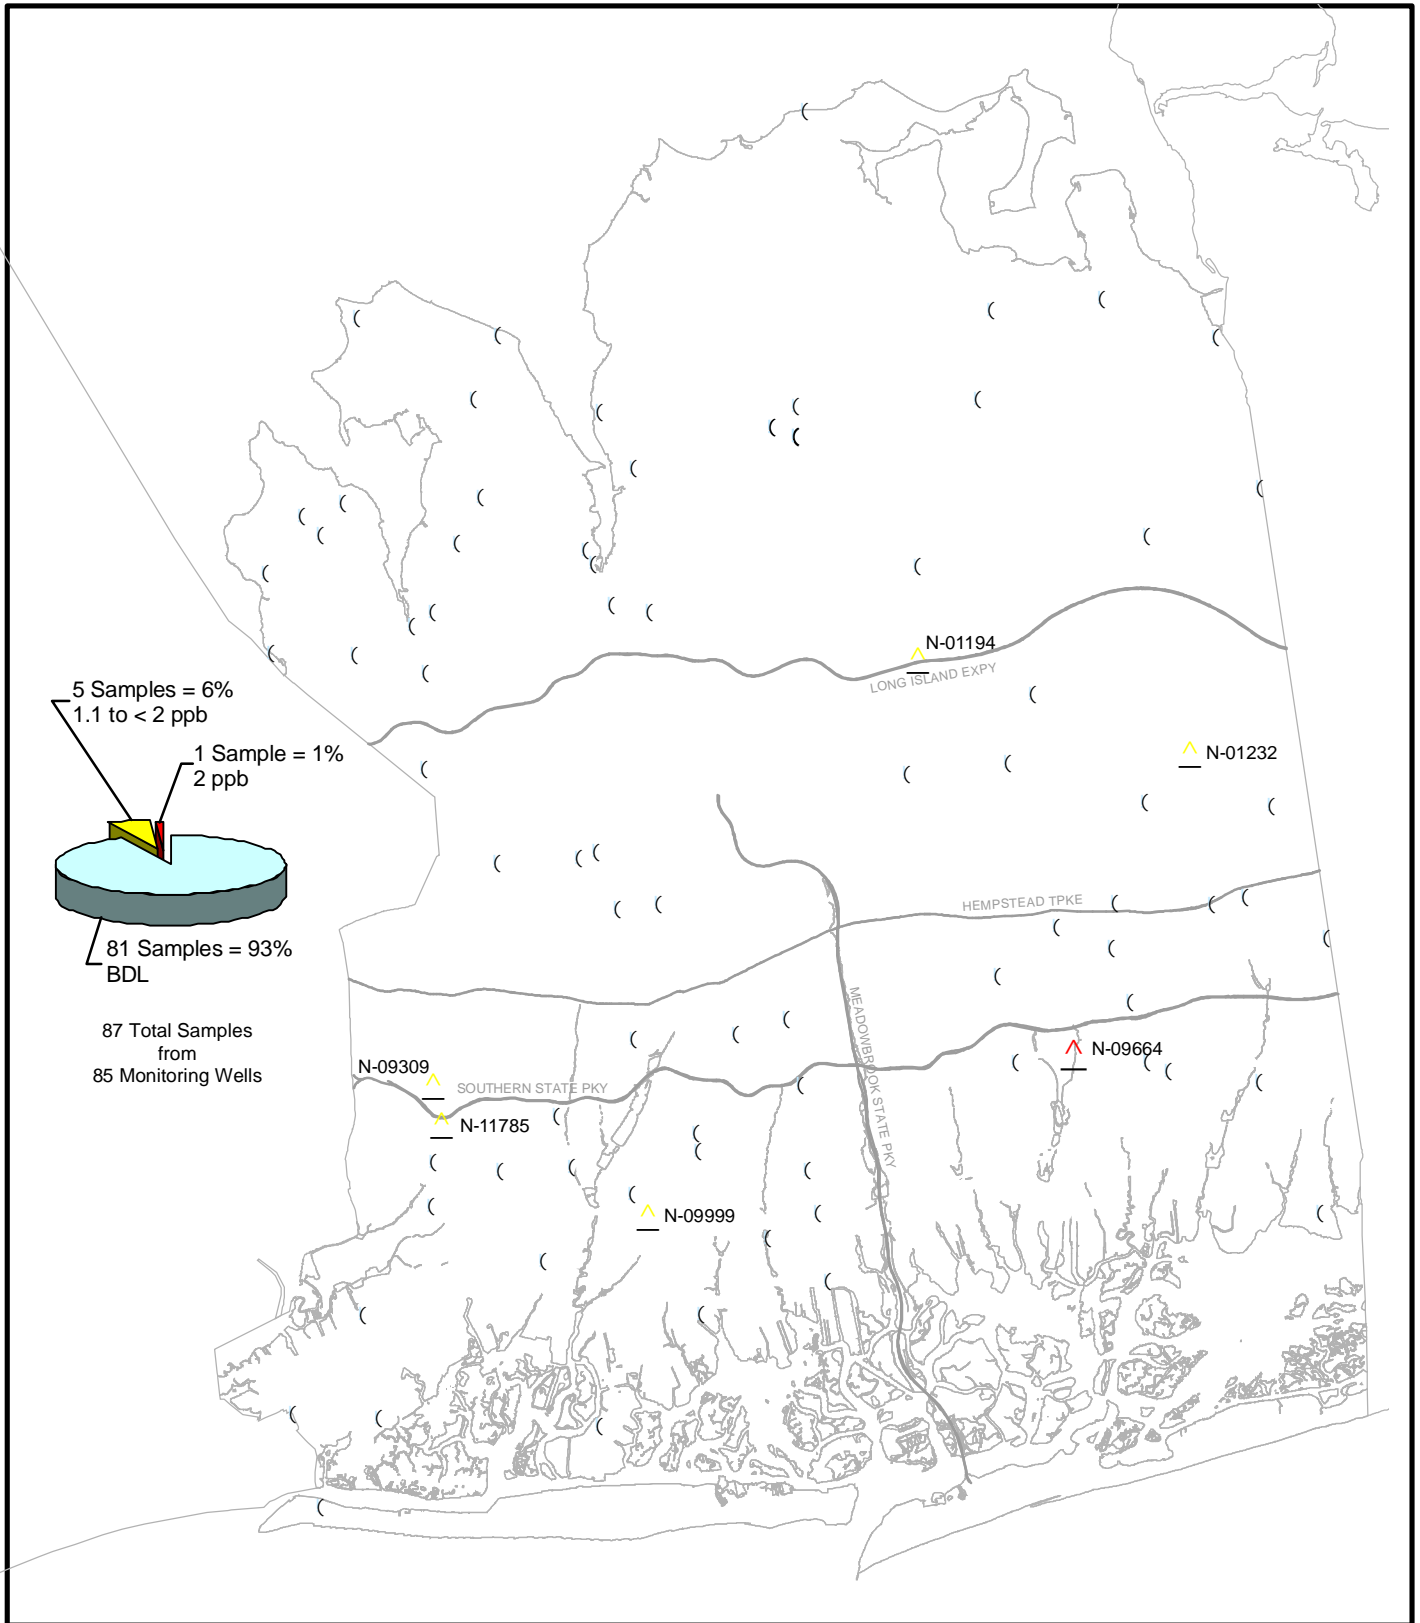 N-01194
LONG ISLAND EXPY
5 Samples = 6%
1.1 to < 2 ppb
1 Sample = 1%
2 ppb
N-01232
HEMPSTEAD TPKE
81 Samples = 93%
BDL
87 Total Samples
from
85 Monitoring Wells
MEADOWBROOK STATE PKY
N-09664
N-09309
SOUTHERN STATE PKY
N-11785
N-09999